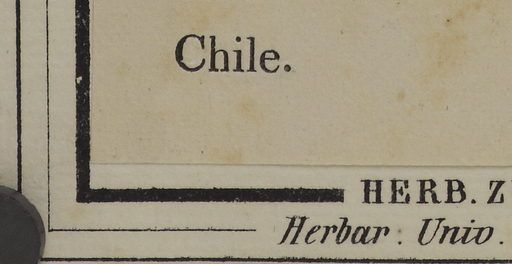 Chile.
HERB. Z
Herbar. Univ.